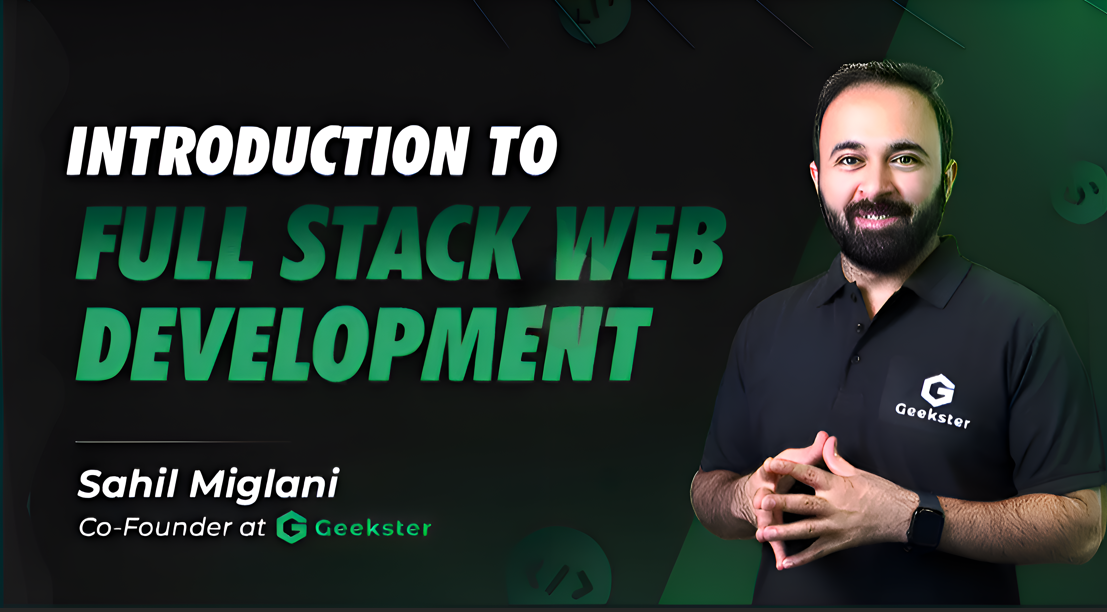 INTRODUCTION TO
FULL STACK WEB
DEVELOPMENT
Sahil Miglani
Co-Founder at Geekster
Geekster